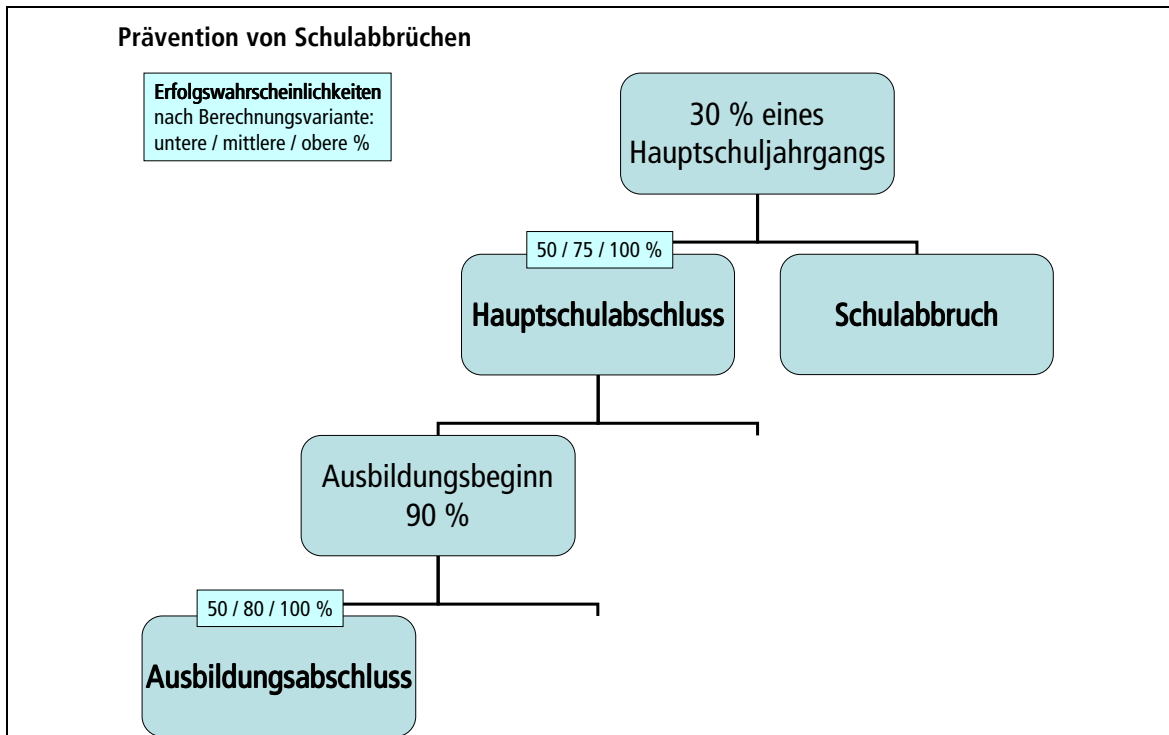 Prävention von Schulabbrüchen
Erfolgswahrscheinlichkeiten
nach Berechnungsvariante:
untere / mittlere / obere %
30 % eines
Hauptschuljahrgangs
50 / 75 / 100 %
Hauptschulabschluss
Schulabbruch
Ausbildungsbeginn
90 %
50 / 80 / 100 %
Ausbildungsabschluss